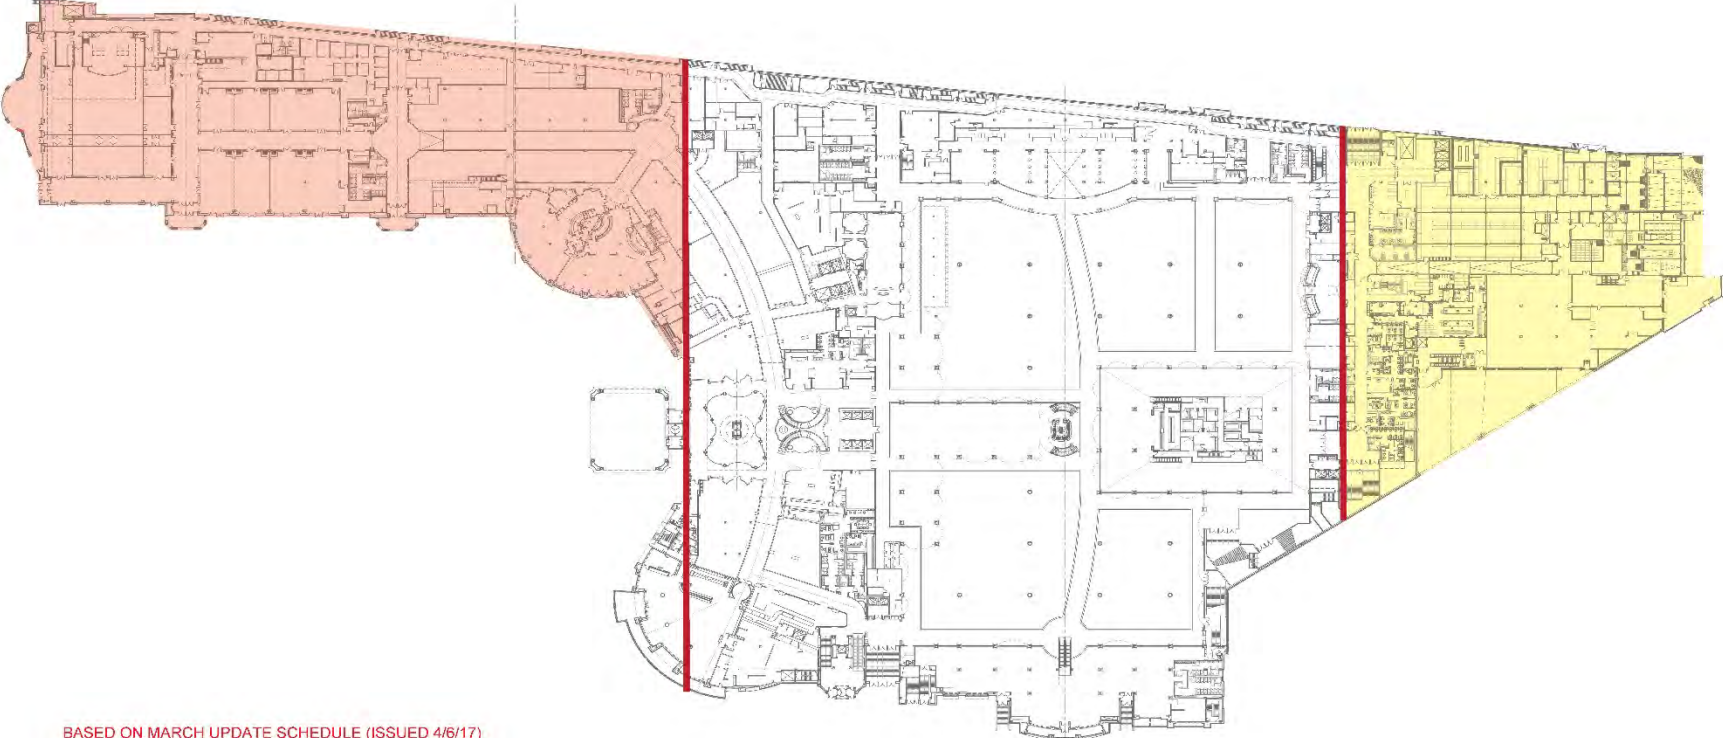 BASED ON MARCH UPDATE SCHEDULE (ISSUED 4/6/17)